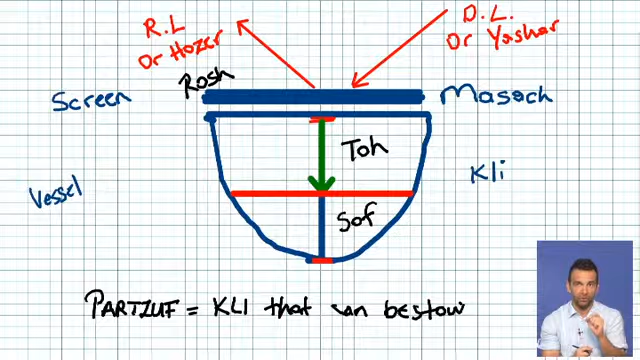 R.L
Or Hozer
D.L.
Or Yashar
Rosh
Screen
Masach
Toh
Kli
Vessel
Sof
PARTZUF = KLI that can bestow